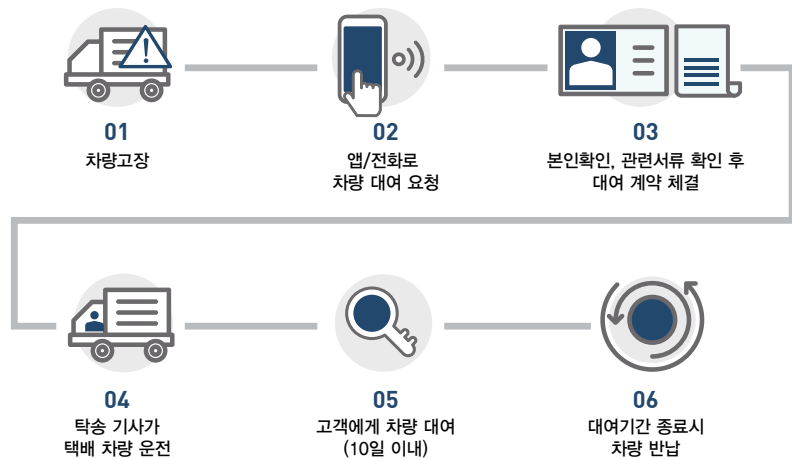 01
차량고장
02
앱/전화로
차량 대여 요청
03
본인확인, 관련서류 확인 후
대여 계약 체결
04
탁송 기사가
택배 차량 운전
05
고객에게 차량 대여
(10일 이내)
06
대여기간 종료시
차량 반납